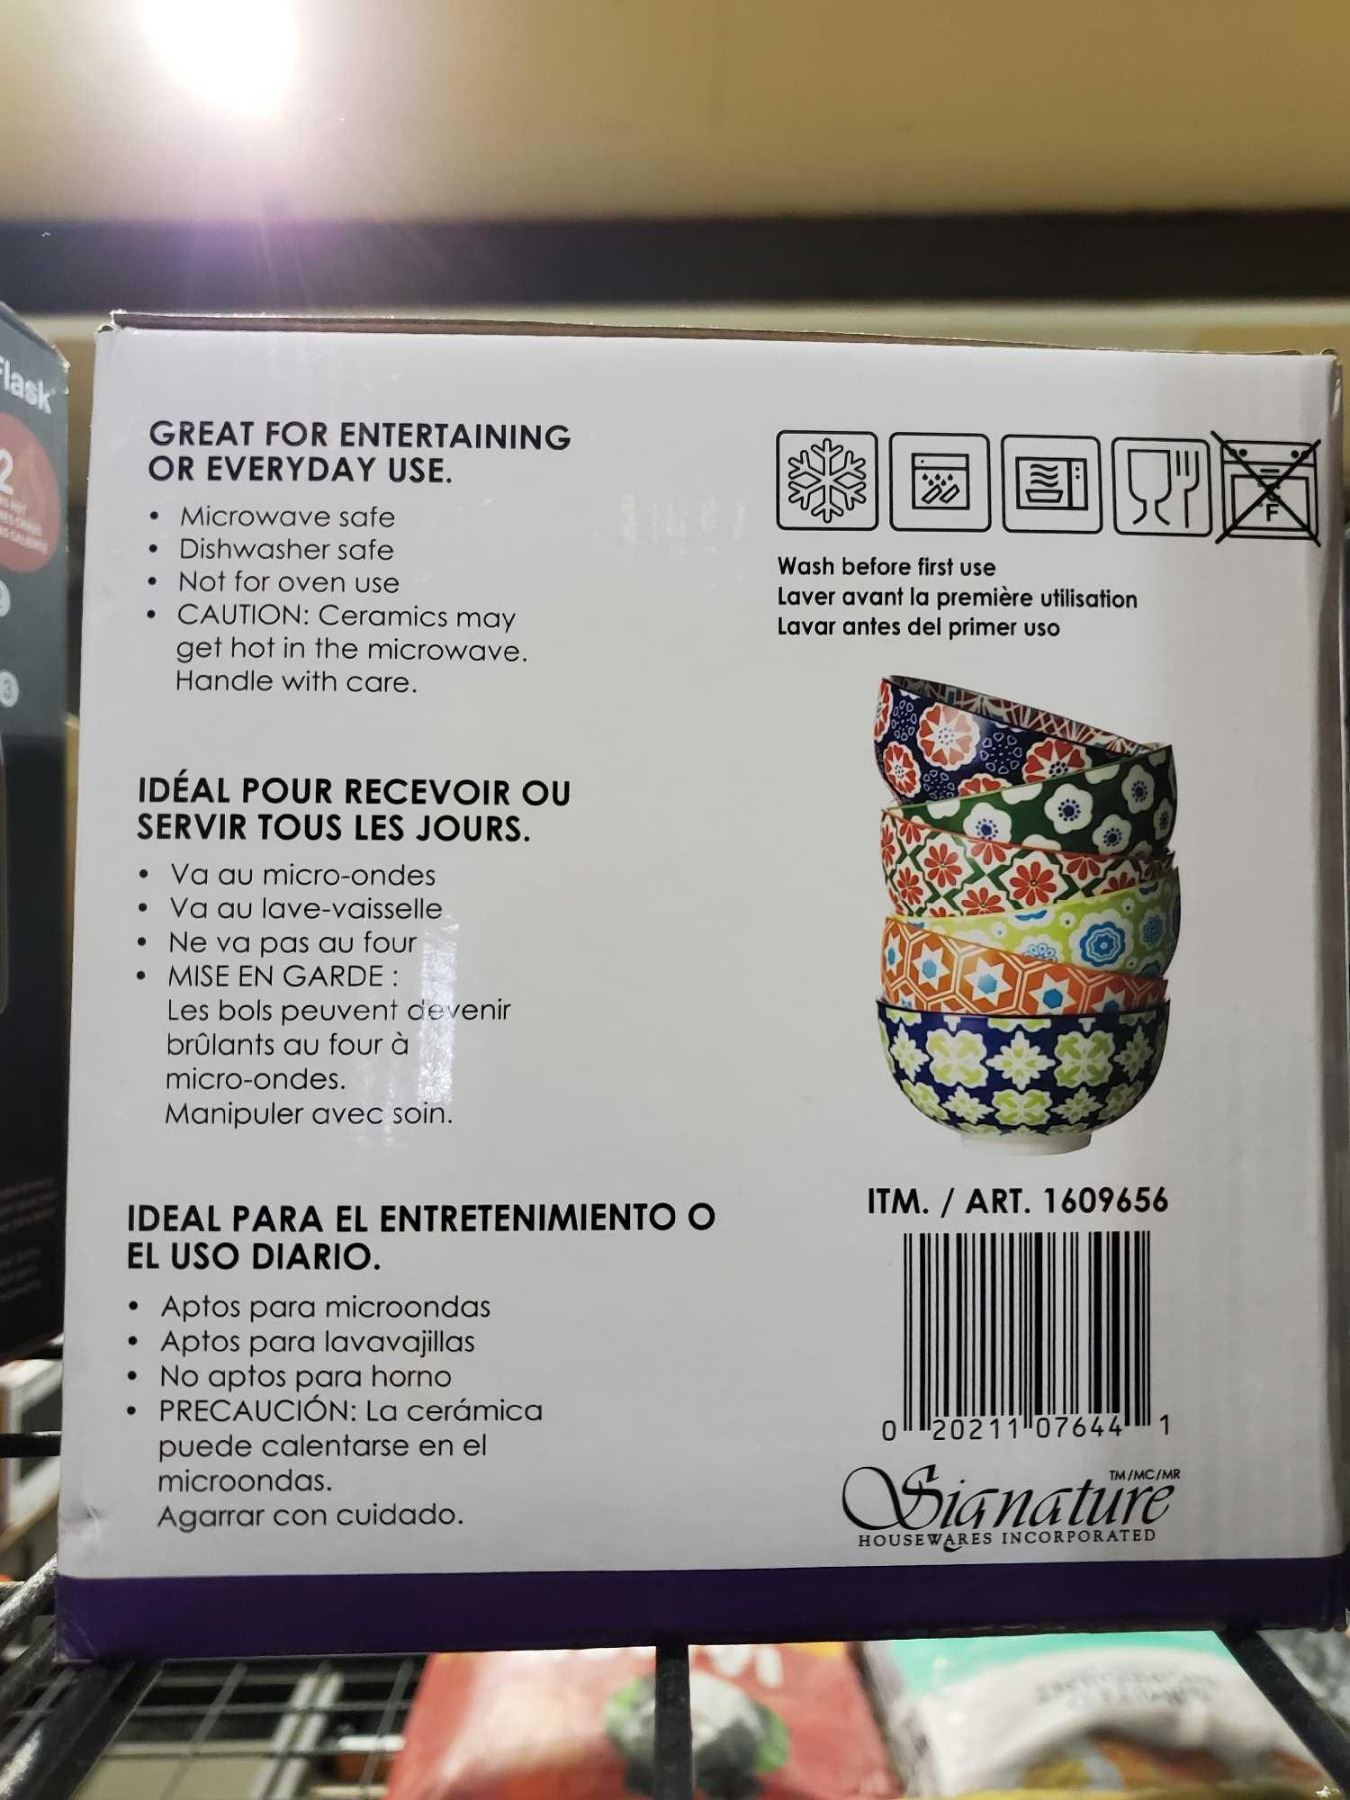 Flask
2
3
GREAT FOR ENTERTAINING
OR EVERYDAY USE.
• Microwave safe
• Dishwasher safe
• Not for oven use
• CAUTION: Ceramics may
get hot in the microwave.
Handle with care.
IDÉAL POUR RECEVOIR OU
SERVIR TOUS LES JOURS.
• Va au micro-ondes
• Va au lave-vaisselle
• Ne va pas au four
• MISE EN GARDE :
Les bols peuvent devenir
brûlants au four à
micro-ondes.
Manipuler avec soin.
IDEAL PARA EL ENTRETENIMIENTO O
EL USO DIARIO.
• Aptos para microondas
• Aptos para lavavajillas
• No aptos para horno
• PRECAUCIÓN: La cerámica
puede calentarse en el
microondas.
Agarrar con cuidado.
Wash before first use
Laver avant la première utilisation
Lavar antes del primer uso
ITM. / ART. 1609656
0 20211 07644 1
Signature TM/MC/MR
HOUSEWARES INCORPORATED